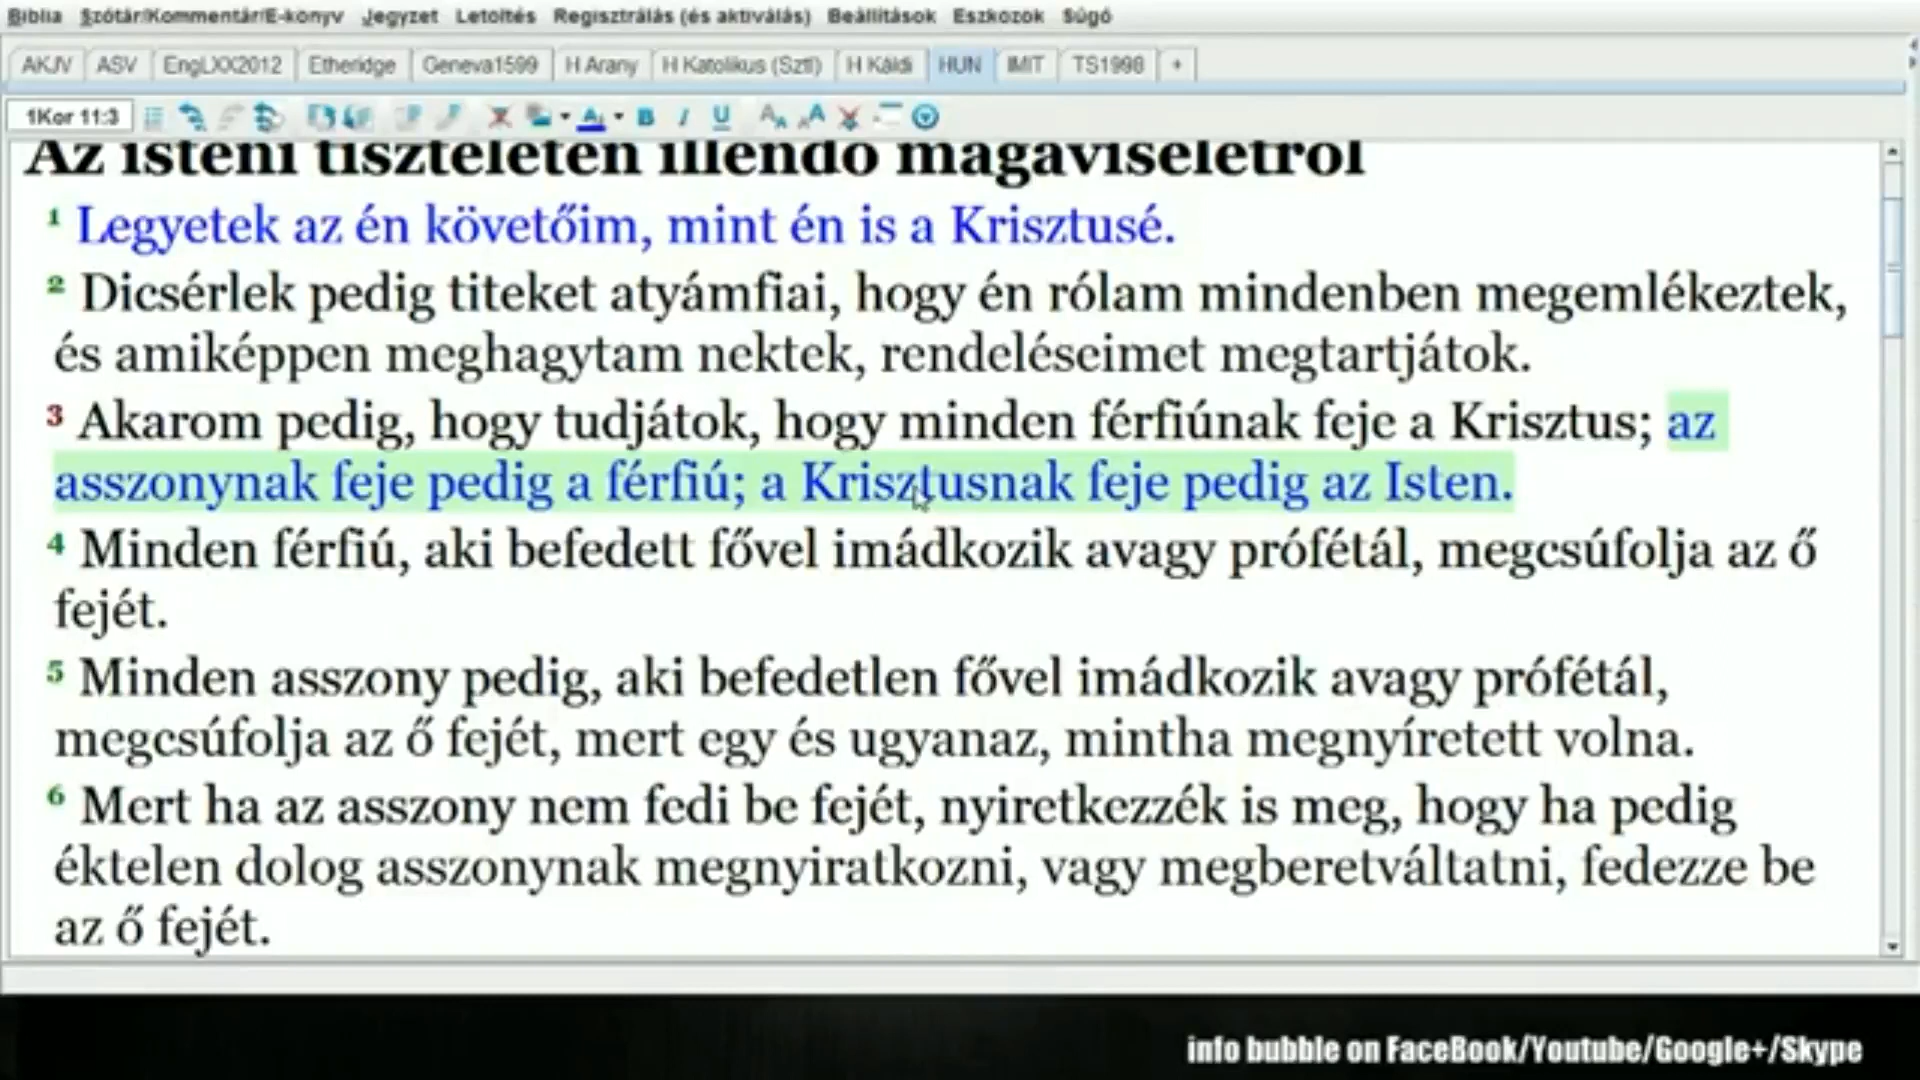 Biblia Szótár/Kommentár/E-könyv Jegyzet Letöltés Regisztrálás (és aktiválás) Beállítások Eszközök Súgó
AKJV ASV EngLXX2012 Etheridge Geneva1599 H Arany H Katolikus (SztI) H Káldi HUN IMIT TS1998 +
1Kor 11:3
Az isteni tiszteleten illendő magaviseletről
1 Legyetek az én követőim, mint én is a Krisztusé.
2 Dicsérlek pedig titeket atyámfiai, hogy én rólam mindenben megemlékeztek,
és amiképpen meghagytam nektek, rendeléseimet megtartjátok.
3 Akarom pedig, hogy tudjátok, hogy minden férfiúnak feje a Krisztus; az
asszonynak feje pedig a férfiú; a Krisztusnak feje pedig az Isten.
4 Minden férfiú, aki befedett fővel imádkozik avagy prófétál, megcsúfolja az ő
fejét.
5 Minden asszony pedig, aki befedetlen fővel imádkozik avagy prófétál,
megcsúfolja az ő fejét, mert egy és ugyanaz, mintha megnyíretett volna.
6 Mert ha az asszony nem fedi be fejét, nyiretkezzék is meg, hogy ha pedig
éktelen dolog asszonynak megnyiratkozni, vagy megberetváltatni, fedezze be
az ő fejét.
info bubble on FaceBook/Youtube/Google+/Skype